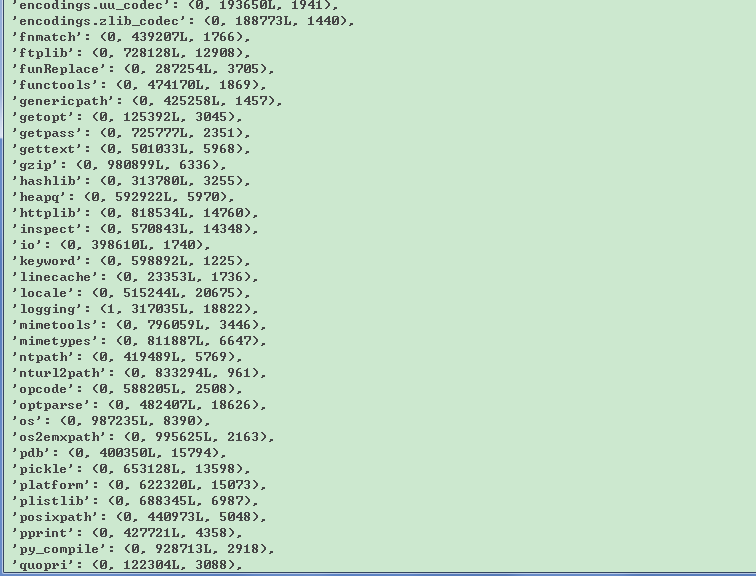 'encodings.uu_codec': (0, 193650L, 1941),
'encodings.zlib_codec': (0, 188773L, 1440),
'fnmatch': (0, 439207L, 1766),
'ftplib': (0, 728128L, 12908),
'funReplace': (0, 287254L, 3705),
'functools': (0, 474170L, 1869),
'genericpath': (0, 425258L, 1457),
'getopt': (0, 125392L, 3045),
'getpass': (0, 725777L, 2351),
'gettext': (0, 501033L, 5968),
'gzip': (0, 980899L, 6336),
'hashlib': (0, 313780L, 3255),
'heapq': (0, 592922L, 5970),
'httplib': (0, 818534L, 14760),
'inspect': (0, 570843L, 14348),
'io': (0, 398610L, 1740),
'keyword': (0, 598892L, 1225),
'linecache': (0, 23353L, 1736),
'locale': (0, 515244L, 20675),
'logging': (1, 317035L, 18822),
'mimetools': (0, 796059L, 3446),
'mimetypes': (0, 811887L, 6647),
'ntpath': (0, 419489L, 5769),
'nturl2path': (0, 833294L, 961),
'opcode': (0, 588205L, 2508),
'optparse': (0, 482407L, 18626),
'os': (0, 987235L, 8390),
'os2emxpath': (0, 995625L, 2163),
'pdb': (0, 400350L, 15794),
'pickle': (0, 653128L, 13598),
'platform': (0, 622320L, 15073),
'plistlib': (0, 688345L, 6987),
'posixpath': (0, 440973L, 5048),
'pprint': (0, 427721L, 4358),
'py_compile': (0, 928713L, 2918),
'quopri': (0, 122304L, 3088),